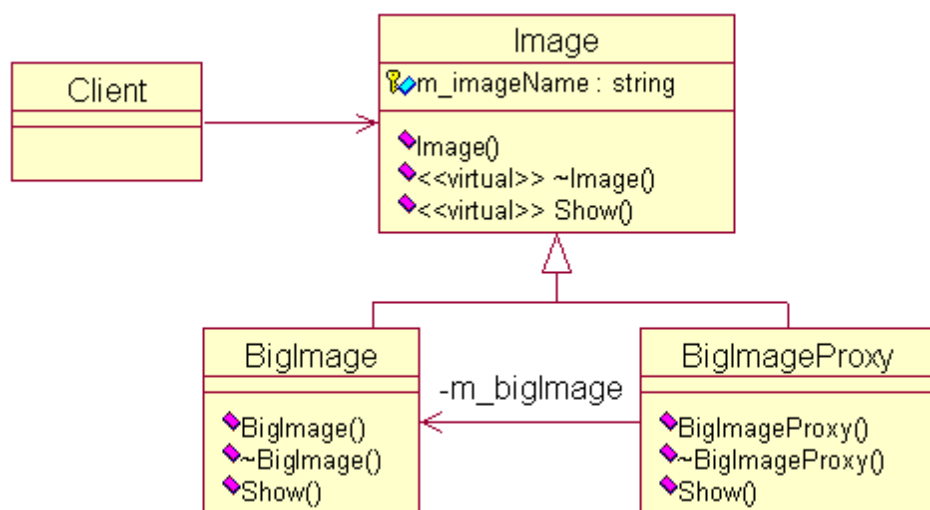 Client
Image
m_imageName : string
Image()
<<virtual>> ~Image()
<<virtual>> Show()
BigImage
BigImage()
~BigImage()
Show()
-m_bigImage
BigImageProxy
BigImageProxy()
~BigImageProxy()
Show()